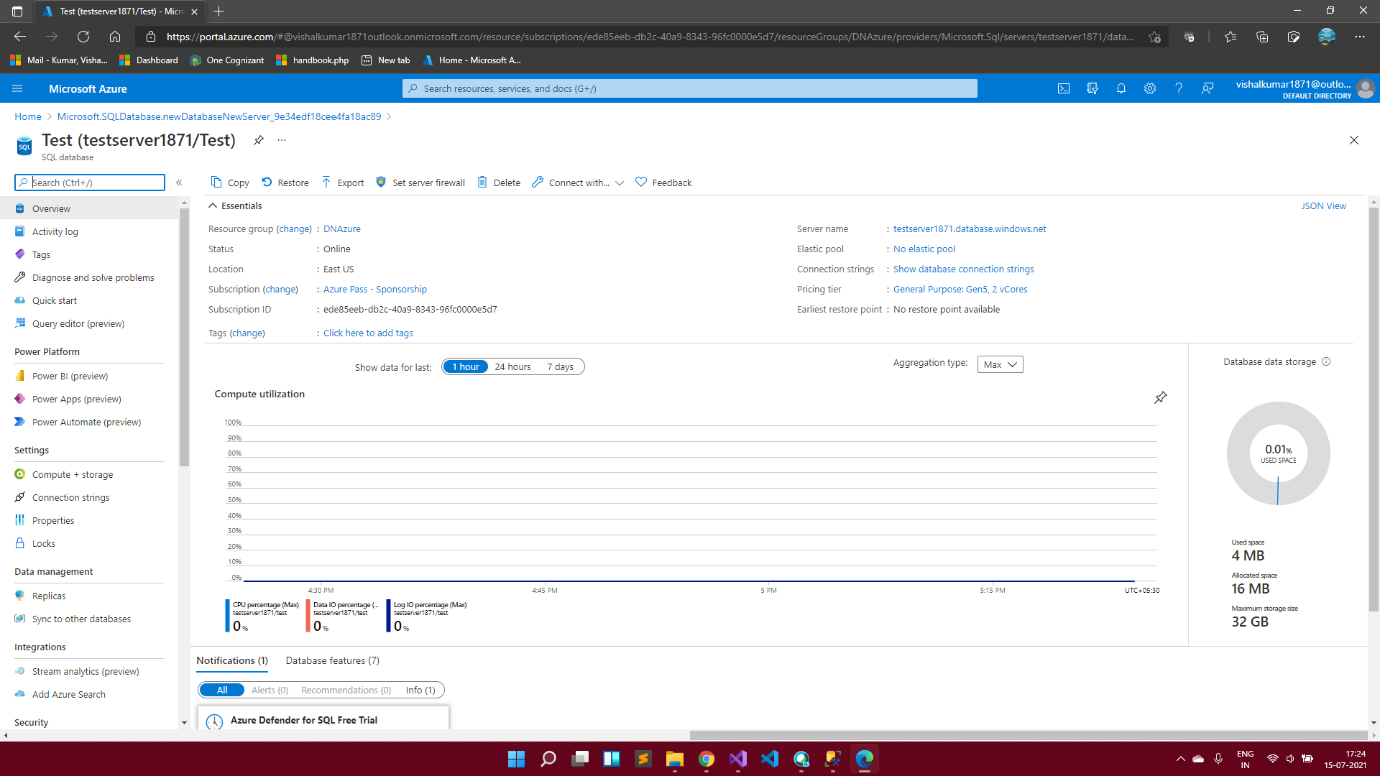 Test (testserver1871/Test) - Micr
https://portal.azure.com/#@vishalkumar1871outlook.onmicrosoft.com/resource/subscriptions/ede85eeb-db2c-40a9-8343-96fc0000e5d7/resourceGroups/DNAzure/providers/Microsoft.Sql/servers/testserver1871/data...
Mail - Kumar, Visha... Dashboard One Cognizant handbook.php New tab Home - Microsoft A...
Microsoft Azure Search resources, services, and docs (G+/) vishalkumar1871@outlo...
DEFAULT DIRECTORY
Home > Microsoft.SQLDatabase.newDatabaseNewServer_9e34edf18cee4fa18ac89 >
Test (testserver1871/Test) ...
SQL database
Search (Ctrl+/) «
Copy Restore Export Set server firewall Delete Connect with... Feedback
Overview
Activity log
Tags
Diagnose and solve problems
Quick start
Query editor (preview)
Power Platform
Power BI (preview)
Power Apps (preview)
Power Automate (preview)
Settings
Compute + storage
Connection strings
Properties
Locks
Data management
Replicas
Sync to other databases
Integrations
Stream analytics (preview)
Add Azure Search
Security
Essentials JSON View
Resource group (change) : DNAzure
Status : Online
Location : East US
Subscription (change) : Azure Pass - Sponsorship
Subscription ID : ede85eeb-db2c-40a9-8343-96fc0000e5d7
Tags (change) : Click here to add tags
Server name : testserver1871.database.windows.net
Elastic pool : No elastic pool
Connection strings : Show database connection strings
Pricing tier : General Purpose: Gen5, 2 vCores
Earliest restore point : No restore point available
Show data for last: 1 hour 24 hours 7 days Aggregation type: Max
Compute utilization
100%
90%
80%
70%
60%
50%
40%
30%
20%
10%
0%
4:30 PM 4:45 PM 5 PM 5:15 PM UTC+05:30
CPU percentage (Max) Data IO percentage (... Log IO percentage (Max)
testserver1871/test testserver1871/test testserver1871/test
0 % 0 % 0 %
Database data storage
0.01%
USED SPACE
Used space
4 MB
Allocated space
16 MB
Maximum storage size
32 GB
Notifications (1) Database features (7)
All Alerts (0) Recommendations (0) Info (1)
Azure Defender for SQL Free Trial
ENG
IN
17:24
15-07-2021